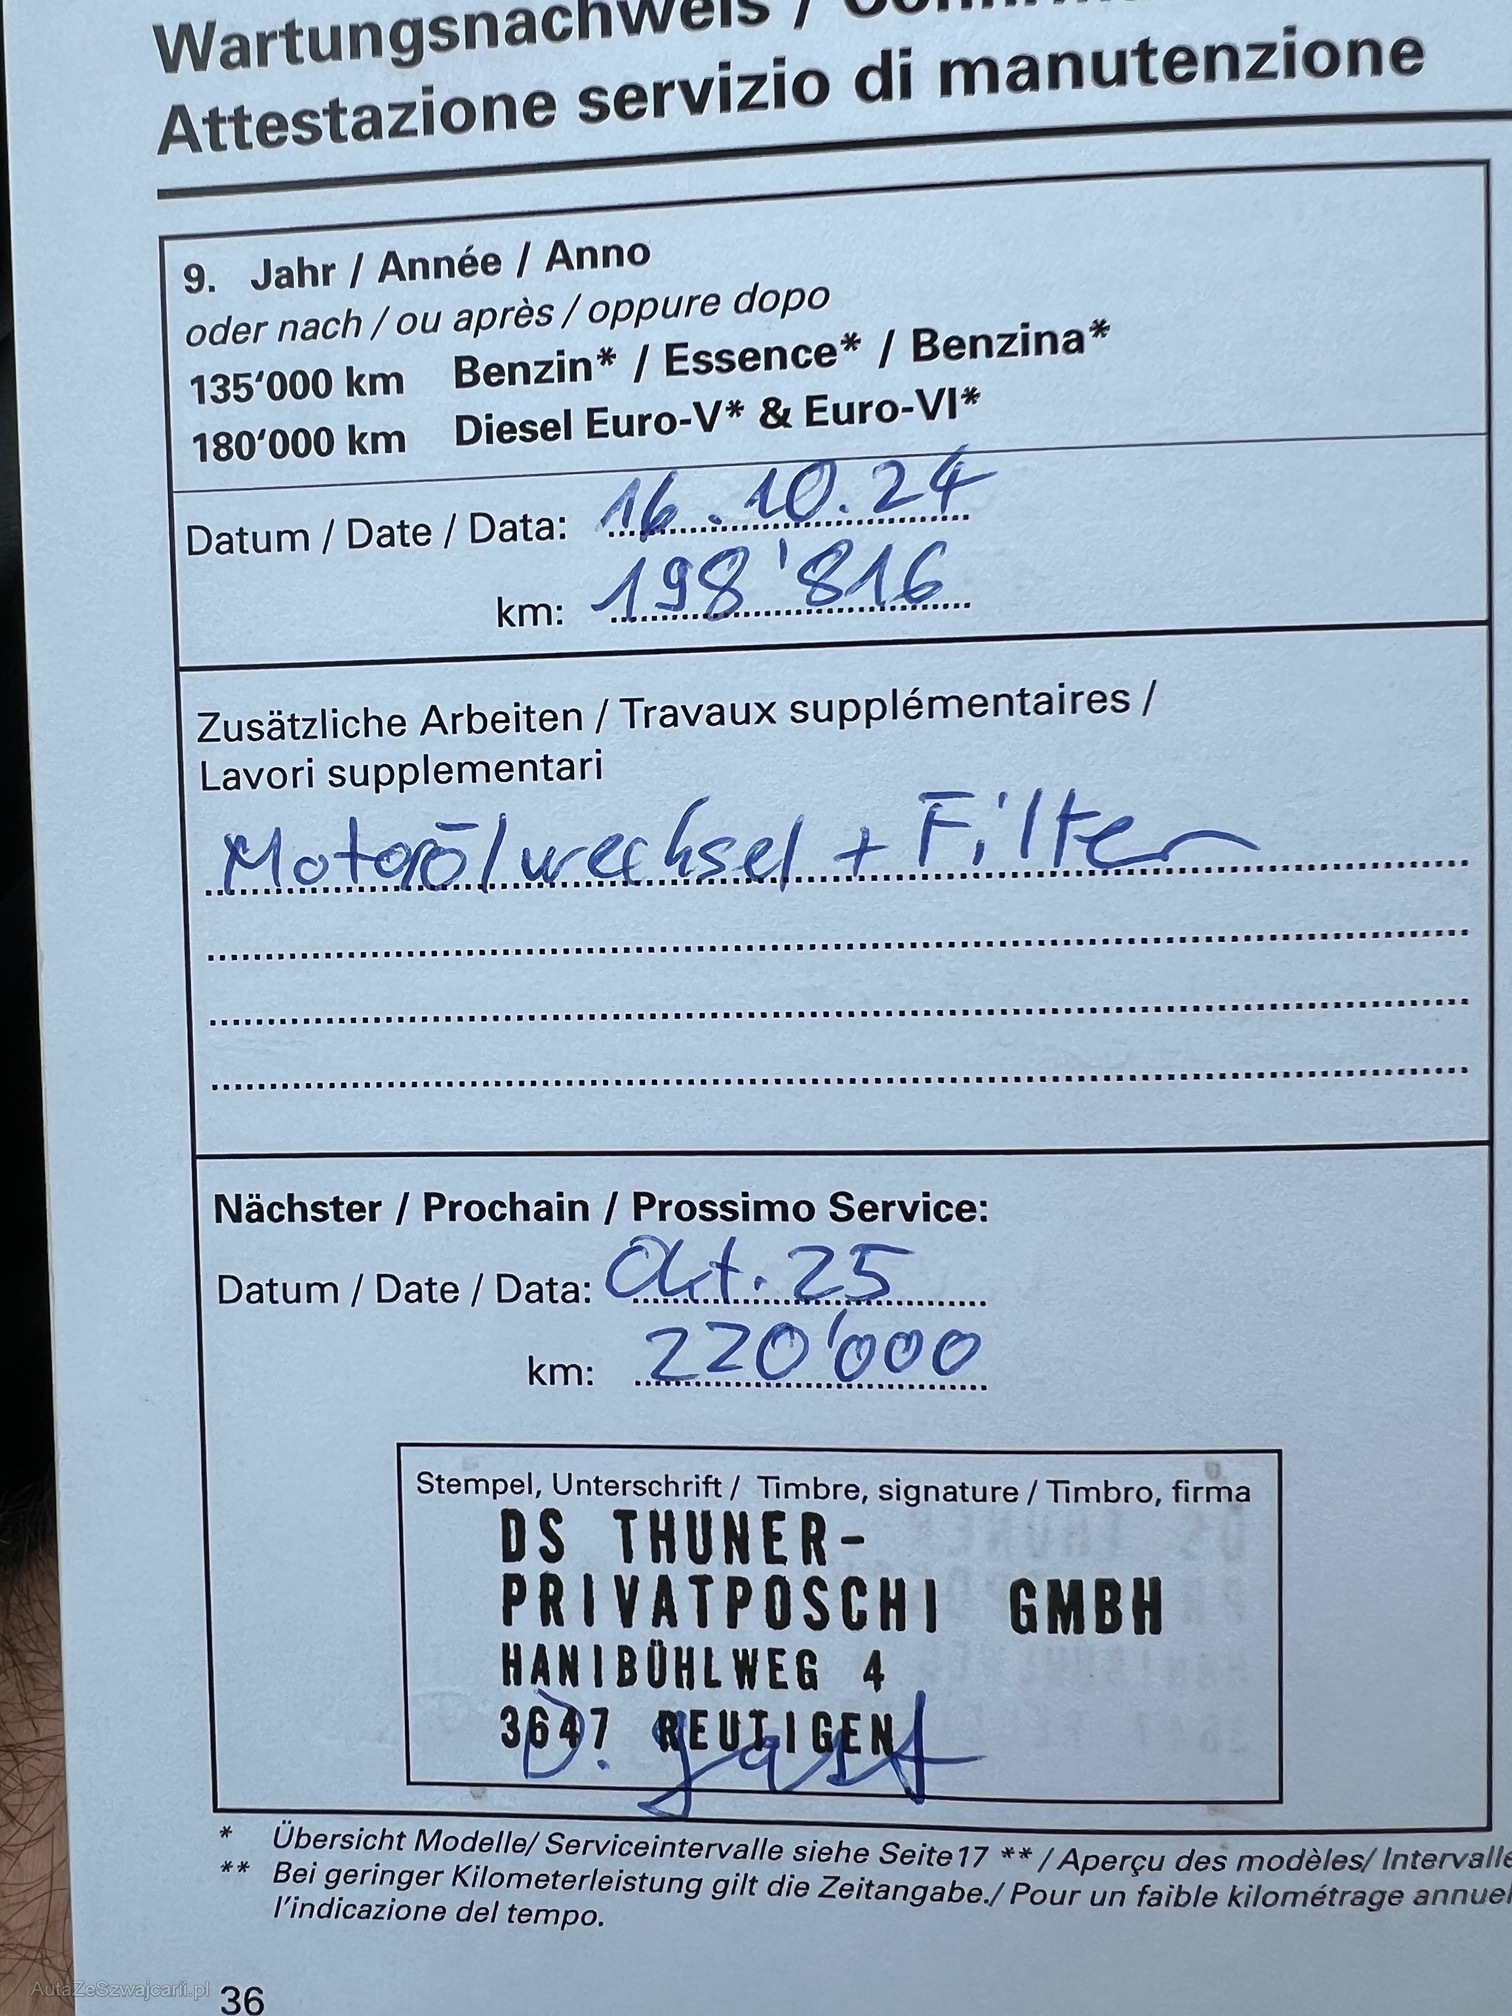 Wartungsnachweis /
Attestazione servizio di manutenzione
9. Jahr / Année / Anno
oder nach / ou après / oppure dopo
135‘000 km Benzin* / Essence* / Benzina*
180‘000 km Diesel Euro-V* & Euro-VI*
Datum / Date / Data: 16.10.24
km: 198'816
Zusätzliche Arbeiten / Travaux supplémentaires /
Lavori supplementari
Motorölwechsel + Filter
Nächster / Prochain / Prossimo Service:
Datum / Date / Data: Okt. 25
km: 220'000
Stempel, Unterschrift / Timbre, signature / Timbro, firma
DS THUNER-
PRIVATPOSCHI GMBH
HANIBÜHLWEG 4
3647 REUTIGEN
* Übersicht Modelle/ Serviceintervalle siehe Seite17 ** / Aperçu des modèles/ Intervalle
** Bei geringer Kilometerleistung gilt die Zeitangabe./ Pour un faible kilométrage annuel
l’indicazione del tempo.
AutaZeSzwajcarii.pl
36